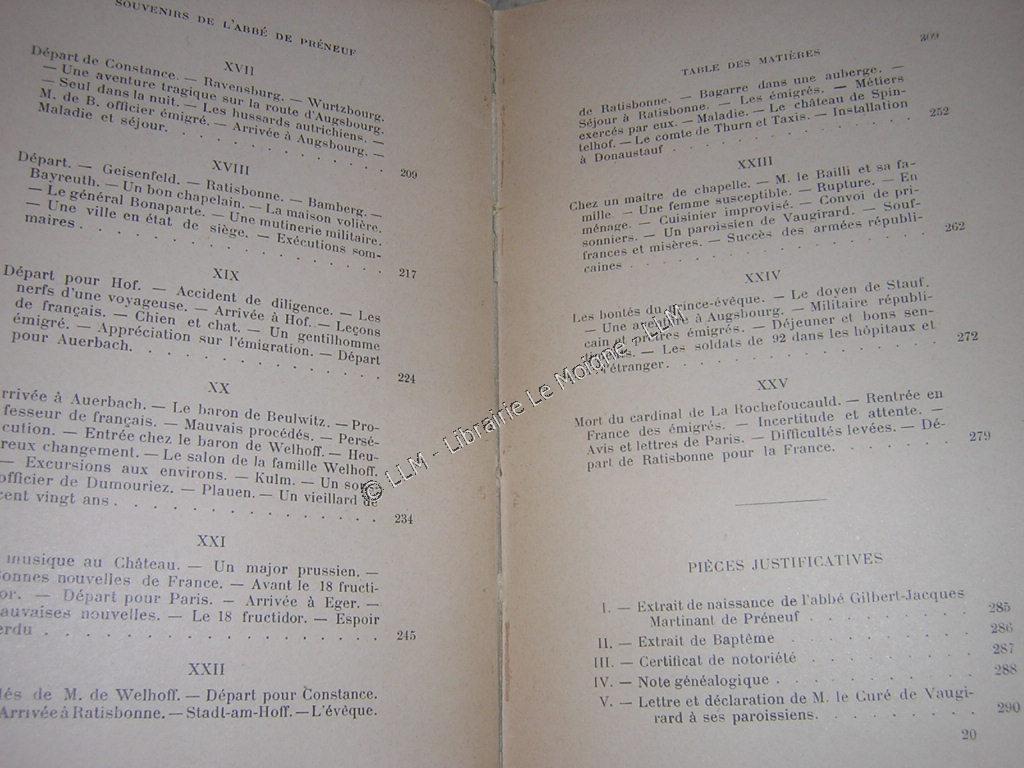 SOUVENIRS DE L'ABBÉ DE PRÉNEUF
XVII
Départ de Constance. — Ravensburg. — Wurtzbourg.
— Une aventure tragique sur la route d'Augsbourg.
— Seul dans la nuit. — Les hussards autrichiens. —
M. de B. officier émigré. — Arrivée à Augsbourg. —
Maladie et séjour. . . . . . . . . . . . 209
XVIII
Départ. — Geisenfeld. — Ratisbonne. — Bamberg. —
Bayreuth. — Un bon chapelain. — La maison volière.
— Le général Bonaparte. — Une mutinerie militaire.
— Une ville en état de siège. — Exécutions som-
maires . . . . . . . . . . . . . . . 217
XIX
Départ pour Hof. — Accident de diligence. — Les
nerfs d'une voyageuse. — Arrivée à Hof. — Leçons
de français. — Chien et chat. — Un gentilhomme
émigré. — Appréciation sur l'émigration. — Départ
pour Auerbach. . . . . . . . . . . . . 224
XX
rrivée à Auerbach. — Le baron de Beulwitz. — Pro-
fesseur de français. — Mauvais procédés. — Persé-
cution. — Entrée chez le baron de Welhoff. — Heu-
reux changement. — Le salon de la famille Welhoff.
— Excursions aux environs. — Kulm. — Un sous-
officier de Dumouriez. — Plauen. — Un vieillard de
cent vingt ans . . . . . . . . . . . . . 234
XXI
musique au Château. — Un major prussien. —
onnes nouvelles de France. — Avant le 18 fructi-
or. — Départ pour Paris. — Arrivée à Eger. —
auvaises nouvelles. — Le 18 fructidor. — Espoir
erdu . . . . . . . . . . . . . . . 245
XXII
tés de M. de Welhoff. — Départ pour Constance.
Arrivée à Ratisbonne. — Stadt-am-Hoff. — L'évêque.
TABLE DES MATIÈRES 309
de Ratisbonne. — Bagarre dans une auberge. —
Séjour à Ratisbonne. — Les émigrés. — Métiers
exercés par eux. — Maladie. — Le château de Spin-
telhof. — Le comte de Thurn et Taxis. — Installation
à Donaustauf . . . . . . . . . . . . . 252
XXIII
Chez un maître de chapelle. — M. le Bailli et sa fa-
mille. — Une femme susceptible. — Rupture. — En
ménage. — Cuisinier improvisé. — Convoi de pri-
sonniers. — Un paroissien de Vaugirard. — Souf-
frances et misères. — Succès des armées républi-
caines . . . . . . . . . . . . . . . 262
XXIV
Les bontés du prince-évêque. — Le doyen de Stauf.
— Une à Augsbourg. — Militaire républi-
cain et prêtres émigrés. — Déjeuner et bons sen-
— Les soldats de 92 dans les hôpitaux et
l'étranger. . . . . . . . . . . . . . 272
XXV
Mort du cardinal de La Rochefoucauld. — Rentrée en
France des émigrés. — Incertitude et attente. —
Avis et lettres de Paris. — Difficultés levées. — Dé-
part de Ratisbonne pour la France. . . . . . 279
PIÈCES JUSTIFICATIVES
I. — Extrait de naissance de l'abbé Gilbert-Jacques
Martinant de Préneuf . . . . . . . . 285
II. — Extrait de Baptême . . . . . . . . . 286
III. — Certificat de notoriété . . . . . . . . 287
IV. — Note généalogique . . . . . . . . . 288
V. — Lettre et déclaration de M. le Curé de Vaugi-
rard à ses paroissiens. . . . . . . . . 290
20
© LLM - Librairie Le Moïone - LLM